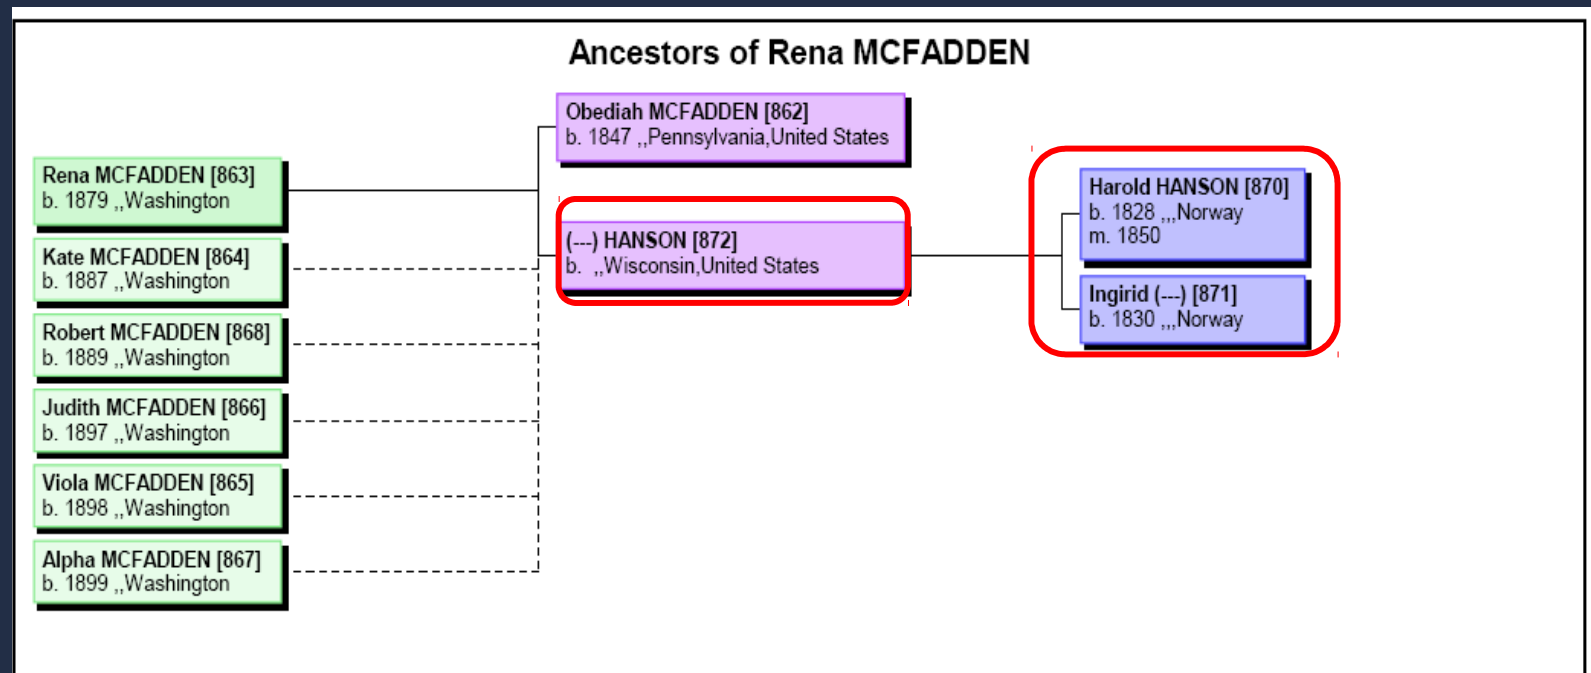 Ancestors of Rena MCFADDEN
Obediah MCFADDEN [862]
b. 1847 ,,Pennsylvania,United States
Rena MCFADDEN [863]
b. 1879 ,,Washington
Harold HANSON [870]
b. 1828 ,,,Norway
m. 1850
(---) HANSON [872]
b.  ,,Wisconsin,United States
Kate MCFADDEN [864]
b. 1887 ,,Washington
Ingirid (---) [871]
b. 1830 ,,,Norway
Robert MCFADDEN [868]
b. 1889 ,,Washington
Judith MCFADDEN [866]
b. 1897 ,,Washington
Viola MCFADDEN [865]
b. 1898 ,,Washington
Alpha MCFADDEN [867]
b. 1899 ,,Washington